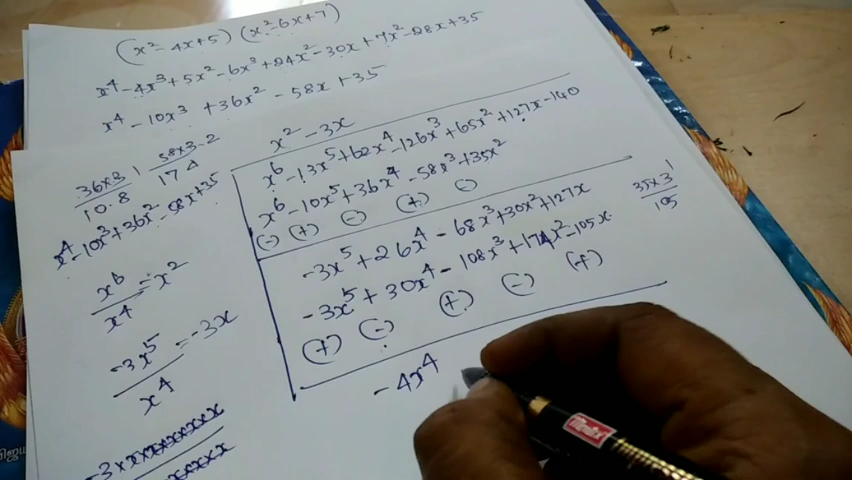 (x²-4x+5) (x²-6x+7)
x⁴-4x³+5x²-6x³+24x²-30x+7x²-28x+35
x⁴-10x³+36x²-58x+35
x²-3x
36×3
10.8
58×3
174
x⁶-13x⁵+62x⁴-126x³+65x²+127x-140
x⁴-10x³+36x²-58x+35
x⁶-10x⁵+36x⁴-58x³+35x²
(-) (+) (-) (+) (-)
x⁶/x⁴=x²
-3x⁵+26x⁴-68x³+30x²+127x
35×3
105
-3x⁵+30x⁴-108x³+174x²-105x
(+) (-) (+) (-) (+)
-3x⁵/x⁴=-3x
-4x⁴